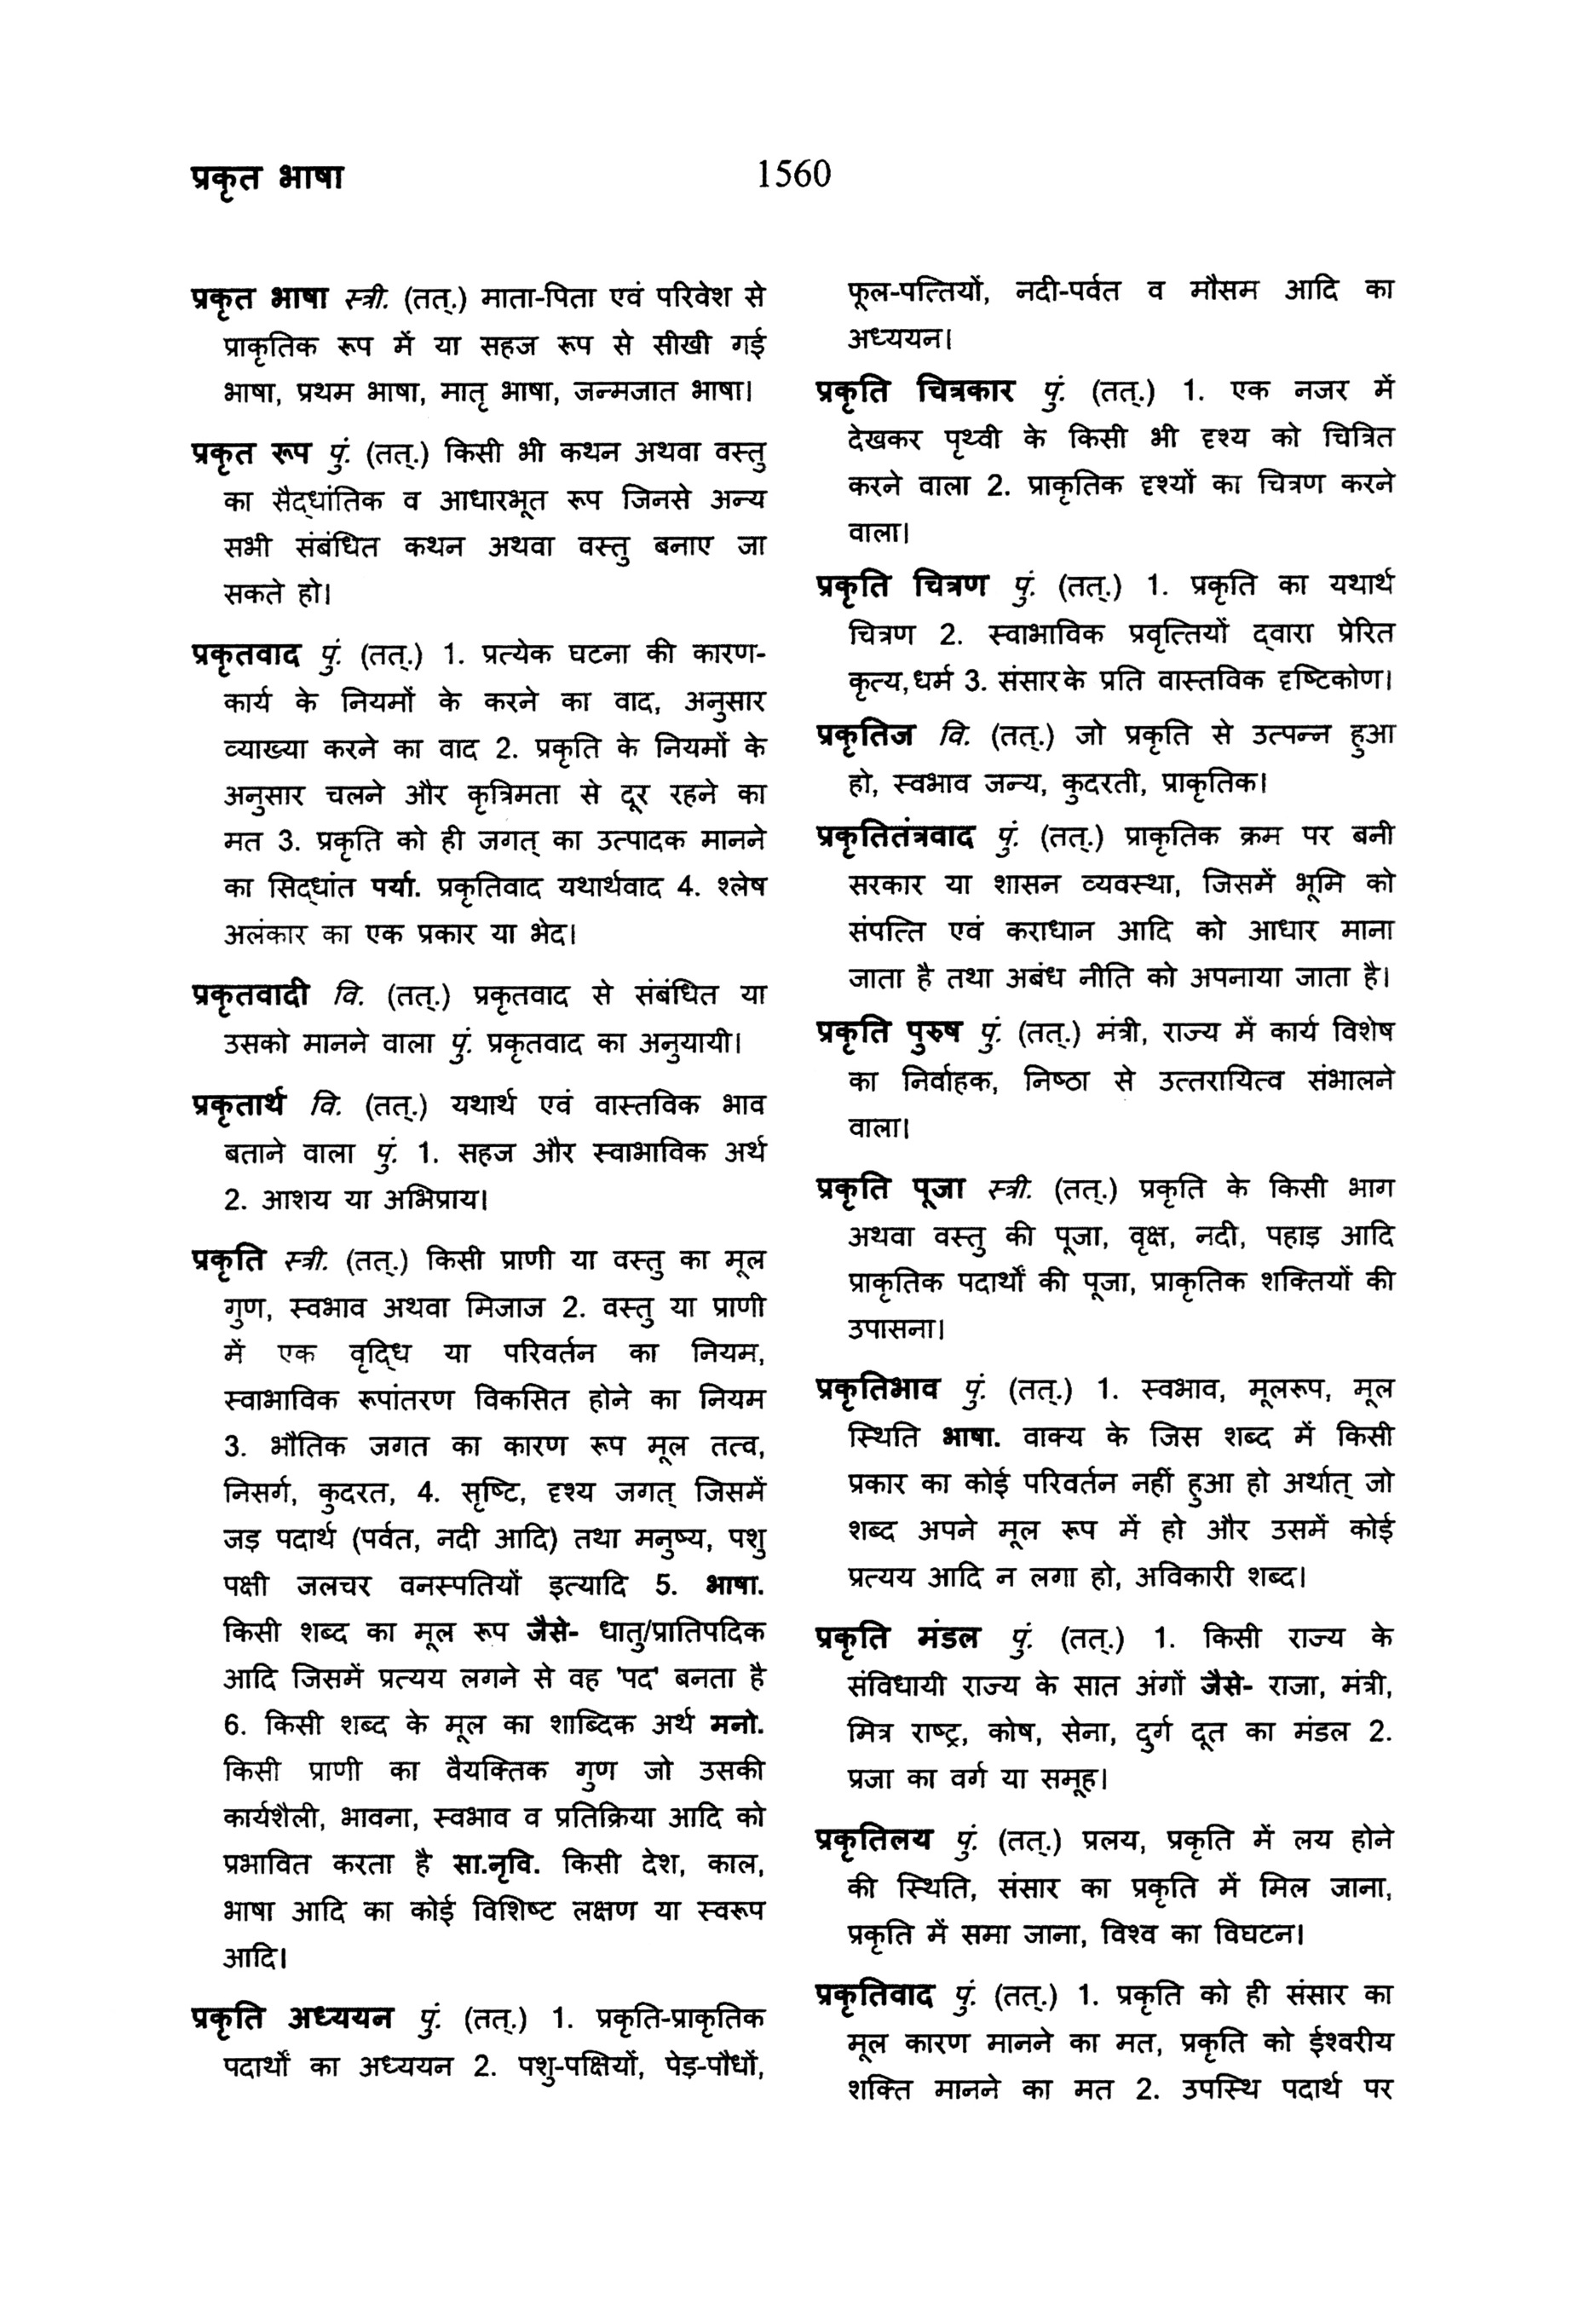 प्रकृत भाषा
1560
प्रकृत भाषा स्त्री. (तत्.) माता-पिता एवं परिवेश से
प्राकृतिक रूप में या सहज रूप से सीखी गई
भाषा, प्रथम भाषा, मातृ भाषा, जन्मजात भाषा।
प्रकृत रूप पुं. (तत्.) किसी भी कथन अथवा वस्तु
का सैद्धांतिक व आधारभूत रूप जिनसे अन्य
सभी संबंधित कथन अथवा वस्तु बनाए जा
सकते हो।
प्रकृतवाद पुं. (तत्.) 1. प्रत्येक घटना की कारण-
कार्य के नियमों के करने का वाद, अनुसार
व्याख्या करने का वाद 2. प्रकृति के नियमों के
अनुसार चलने और कृत्रिमता से दूर रहने का
मत 3. प्रकृति को ही जगत् का उत्पादक मानने
का सिद्धांत पर्या. प्रकृतिवाद यथार्थवाद 4. श्लेष
अलंकार का एक प्रकार या भेद।
प्रकृतवादी वि. (तत्.) प्रकृतवाद से संबंधित या
उसको मानने वाला पुं. प्रकृतवाद का अनुयायी।
प्रकृतार्थ वि. (तत्.) यथार्थ एवं वास्तविक भाव
बताने वाला पुं. 1. सहज और स्वाभाविक अर्थ
2. आशय या अभिप्राय।
प्रकृति स्त्री. (तत्.) किसी प्राणी या वस्तु का मूल
गुण, स्वभाव अथवा मिजाज 2. वस्तु या प्राणी
में एक वृद्धि या परिवर्तन का नियम,
स्वाभाविक रूपांतरण विकसित होने का नियम
3. भौतिक जगत का कारण रूप मूल तत्व,
निसर्ग, कुदरत, 4. सृष्टि, दृश्य जगत् जिसमें
जड़ पदार्थ (पर्वत, नदी आदि) तथा मनुष्य, पशु
पक्षी जलचर वनस्पतियों इत्यादि 5. भाषा.
किसी शब्द का मूल रूप जैसे- धातु/प्रातिपदिक
आदि जिसमें प्रत्यय लगने से वह 'पद' बनता है
6. किसी शब्द के मूल का शाब्दिक अर्थ मनो.
किसी प्राणी का वैयक्तिक गुण जो उसकी
कार्यशैली, भावना, स्वभाव व प्रतिक्रिया आदि को
प्रभावित करता है सा.नृवि. किसी देश, काल,
भाषा आदि का कोई विशिष्ट लक्षण या स्वरूप
आदि।
प्रकृति अध्ययन पुं. (तत्.) 1. प्रकृति-प्राकृतिक
पदार्थों का अध्ययन 2. पशु-पक्षियों, पेड़-पौधों,
फूल-पत्तियों, नदी-पर्वत व मौसम आदि का
अध्ययन।
प्रकृति चित्रकार पुं. (तत्.) 1. एक नजर में
देखकर पृथ्वी के किसी भी दृश्य को चित्रित
करने वाला 2. प्राकृतिक दृश्यों का चित्रण करने
वाला।
प्रकृति चित्रण पुं. (तत्.) 1. प्रकृति का यथार्थ
चित्रण 2. स्वाभाविक प्रवृत्तियों द्वारा प्रेरित
कृत्य, धर्म 3. संसार के प्रति वास्तविक दृष्टिकोण।
प्रकृतिज वि. (तत्.) जो प्रकृति से उत्पन्न हुआ
हो, स्वभाव जन्य, कुदरती, प्राकृतिक।
प्रकृतितंत्रवाद पुं. (तत्.) प्राकृतिक क्रम पर बनी
सरकार या शासन व्यवस्था, जिसमें भूमि को
संपत्ति एवं कराधान आदि को आधार माना
जाता है तथा अबंध नीति को अपनाया जाता है।
प्रकृति पुरुष पुं. (तत्.) मंत्री, राज्य में कार्य विशेष
का निर्वाहक, निष्ठा से उत्तरायित्व संभालने
वाला।
प्रकृति पूजा स्त्री. (तत्.) प्रकृति के किसी भाग
अथवा वस्तु की पूजा, वृक्ष, नदी, पहाड़ आदि
प्राकृतिक पदार्थों की पूजा, प्राकृतिक शक्तियों की
उपासना।
प्रकृतिभाव पुं. (तत्.) 1. स्वभाव, मूलरूप, मूल
स्थिति भाषा. वाक्य के जिस शब्द में किसी
प्रकार का कोई परिवर्तन नहीं हुआ हो अर्थात् जो
शब्द अपने मूल रूप में हो और उसमें कोई
प्रत्यय आदि न लगा हो, अविकारी शब्द।
प्रकृति मंडल पुं. (तत्.) 1. किसी राज्य के
संविधायी राज्य के सात अंगों जैसे- राजा, मंत्री,
मित्र राष्ट्र, कोष, सेना, दुर्ग दूत का मंडल 2.
प्रजा का वर्ग या समूह।
प्रकृतिलय पुं. (तत्.) प्रलय, प्रकृति में लय होने
की स्थिति, संसार का प्रकृति में मिल जाना,
प्रकृति में समा जाना, विश्व का विघटन।
प्रकृतिवाद पुं. (तत्.) 1. प्रकृति को ही संसार का
मूल कारण मानने का मत, प्रकृति को ईश्वरीय
शक्ति मानने का मत 2. उपस्थि पदार्थ पर